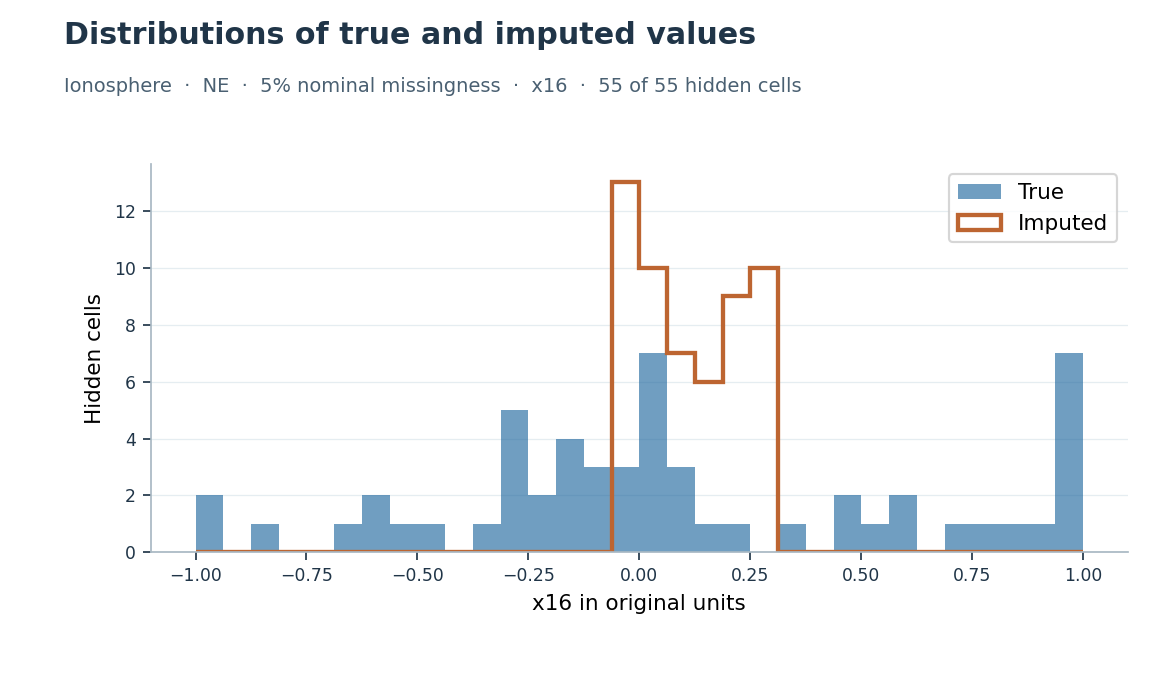 Distributions of true and imputed values
Ionosphere · NE · 5% nominal missingness · x16 · 55 of 55 hidden cells
True
Imputed
Hidden cells
12
10
8
6
4
2
0
−1.00 −0.75 −0.50 −0.25 0.00 0.25 0.50 0.75 1.00
x16 in original units